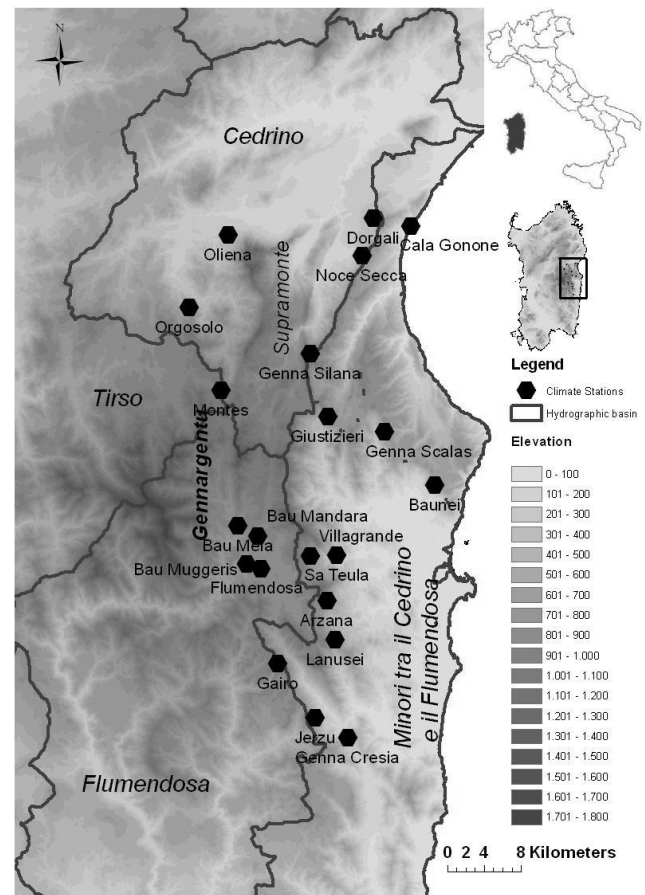 N
Cedrino
Oliena
Dorgali
Cala Gonone
Noce Secca
Supramonte
Orgosolo
Genna Silana
Tirso
Montes
Giustizieri
Genna Scalas
Gennargentu
Baunei
Bau Mandara
Bau Mela
Villagrande
Bau Muggeris
Sa Teula
Flumendosa
Arzana
Lanusei
Minori tra il Cedrino
e il Flumendosa
Gairo
Jerzu
Genna Cresia
Flumendosa
Legend
Climate Stations
Hydrographic basin
Elevation
0 - 100
101 - 200
201 - 300
301 - 400
401 - 500
501 - 600
601 - 700
701 - 800
801 - 900
901 - 1.000
1.001 - 1.100
1.101 - 1.200
1.201 - 1.300
1.301 - 1.400
1.401 - 1.500
1.501 - 1.600
1.601 - 1.700
1.701 - 1.800
0 2 4 8 Kilometers